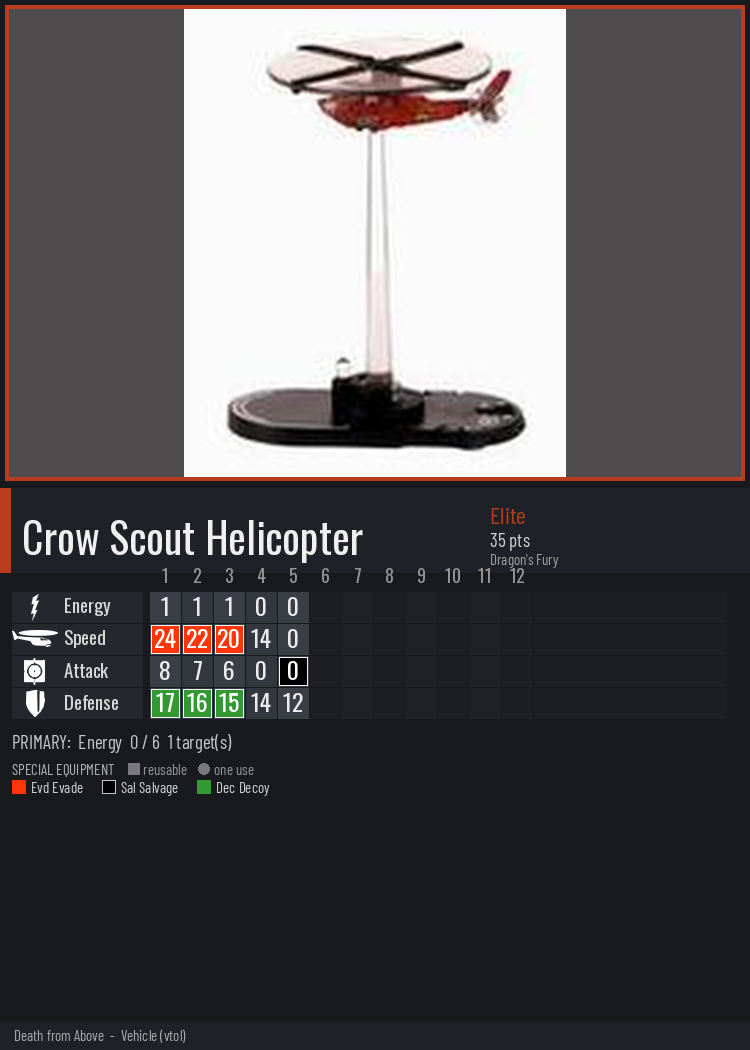 Crow Scout Helicopter
Elite
35 pts
Dragon's Fury
1 2 3 4 5 6 7 8 9 10 11 12
Energy 1 1 1 0 0
Speed 24 22 20 14 0
Attack 8 7 6 0 0
Defense 17 16 15 14 12
PRIMARY: Energy 0 / 6 1 target(s)
SPECIAL EQUIPMENT reusable one use
Evd Evade Sal Salvage Dec Decoy
Death from Above - Vehicle (vtol)